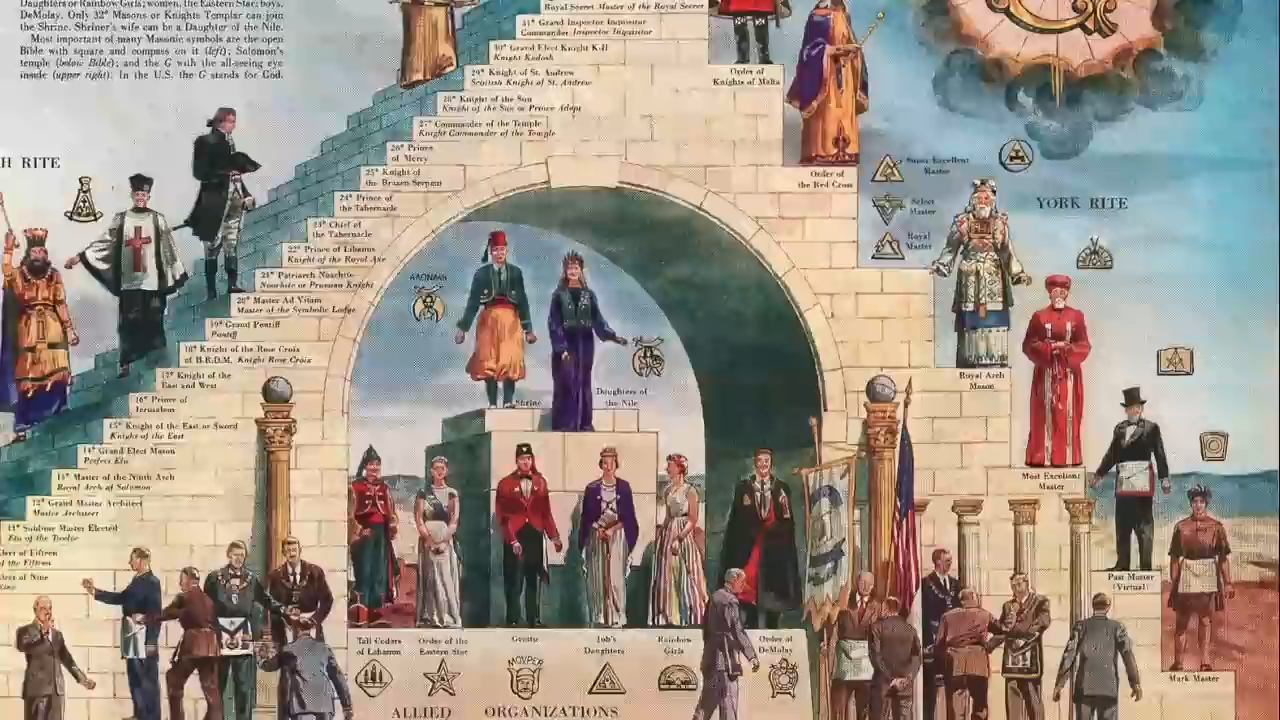 Daughters or Rainbow Girls; women, the Eastern Star; boys,
DeMolay. Only 32° Masons or Knights Templar can join
the Shrine. Shriner's wife can be a Daughter of the Nile.
Most important of many Masonic symbols are the open
Bible with square and compass on it (left); Solomon's
temple (below Bible); and the G with the all-seeing eye
inside (upper right). In the U.S. the G stands for God.
Royal Secret Master of the Royal Secret
31° Grand Inspector Inquisitor
Commander Inspector Inquisitor
30° Grand Elect Knight K-H
Knight Kadosh
29° Knight of St. Andrew
Scottish Knight of St. Andrew
28° Knight of the Sun
Knight of the Sun or Prince Adept
27° Commander of the Temple
Knight Commander of the Temple
26° Prince
of Mercy
25° Knight of
the Brazen Serpent
24° Prince of
the Tabernacle
23° Chief of
the Tabernacle
22° Prince of Libanus
Knight of the Royal Axe
21° Patriarch Noachite
Noachite or Prussian Knight
20° Master Ad Vitam
Master of the Symbolic Lodge
19° Grand Pontiff
Pontiff
18° Knight of the Rose Croix
of H.R.D.M. Knight Rose Croix
17° Knight of the
East and West
16° Prince of
Jerusalem
15° Knight of the East or Sword
Knight of the East
14° Grand Elect Mason
Perfect Elu
13° Master of the Ninth Arch
Royal Arch of Solomon
12° Grand Master Architect
Master Architect
11° Sublime Master Elected
Elu of the Twelve
Elect of Fifteen
of the Fifteen
Elect of Nine
H RITE
Order of
Knights of Malta
Order of
the Red Cross
G
Super Excellent
Master
Select
Master
Royal
Master
YORK RITE
Royal Arch
Mason
Most Excellent
Master
Past Master
(Virtual)
Mark Master
AAONMS
Shrine
Daughters of
the Nile
Tall Cedars
of Lebanon
Order of the
Eastern Star
Grotto
MOVPER
Job's
Daughters
Rainbow
Girls
Order of
DeMolay
ALLIED ORGANIZATIONS